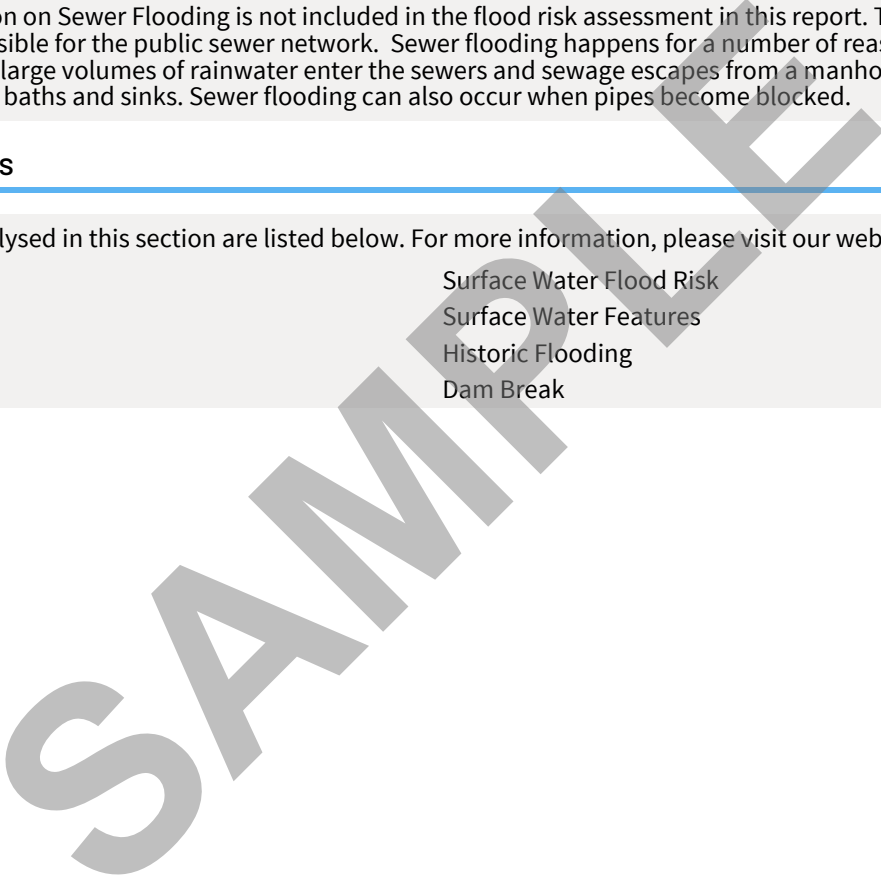 on on Sewer Flooding is not included in the flood risk assessment in this report. T
sible for the public sewer network. Sewer flooding happens for a number of reas
large volumes of rainwater enter the sewers and sewage escapes from a manho
baths and sinks. Sewer flooding can also occur when pipes become blocked.
s
lysed in this section are listed below. For more information, please visit our web
Surface Water Flood Risk
Surface Water Features
Historic Flooding
Dam Break
SAMPLE